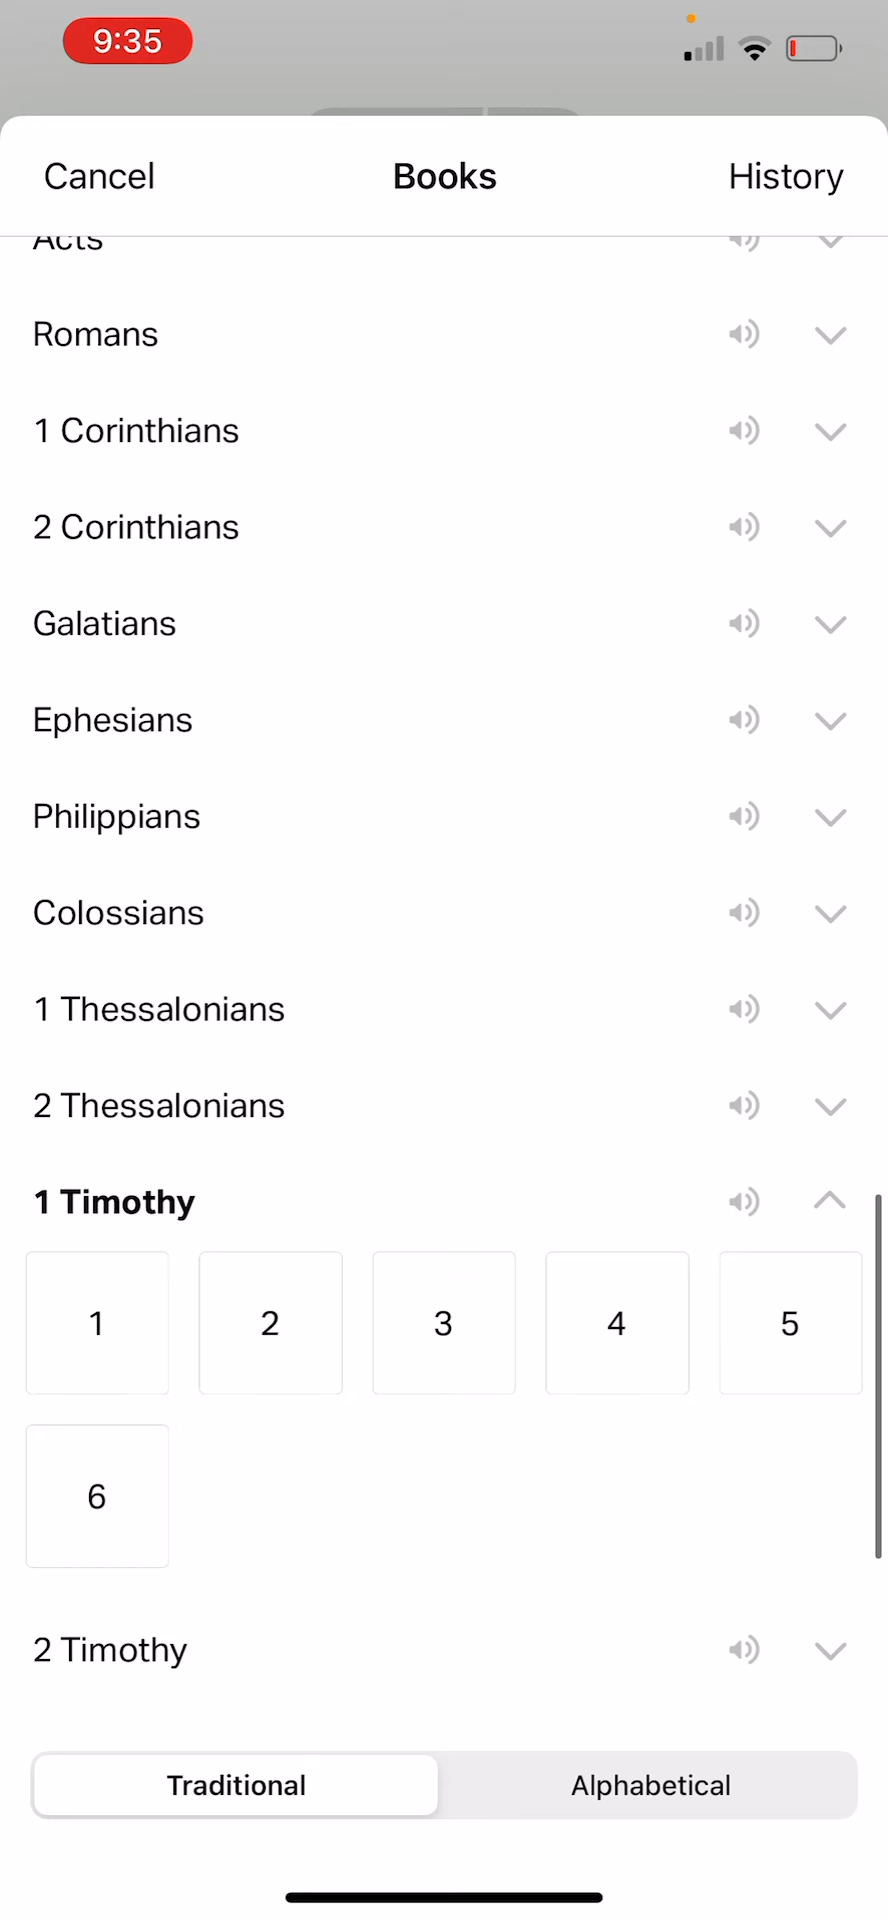 9:35
Cancel Books History
Acts
Romans
1 Corinthians
2 Corinthians
Galatians
Ephesians
Philippians
Colossians
1 Thessalonians
2 Thessalonians
1 Timothy
1 2 3 4 5
6
2 Timothy
Traditional Alphabetical